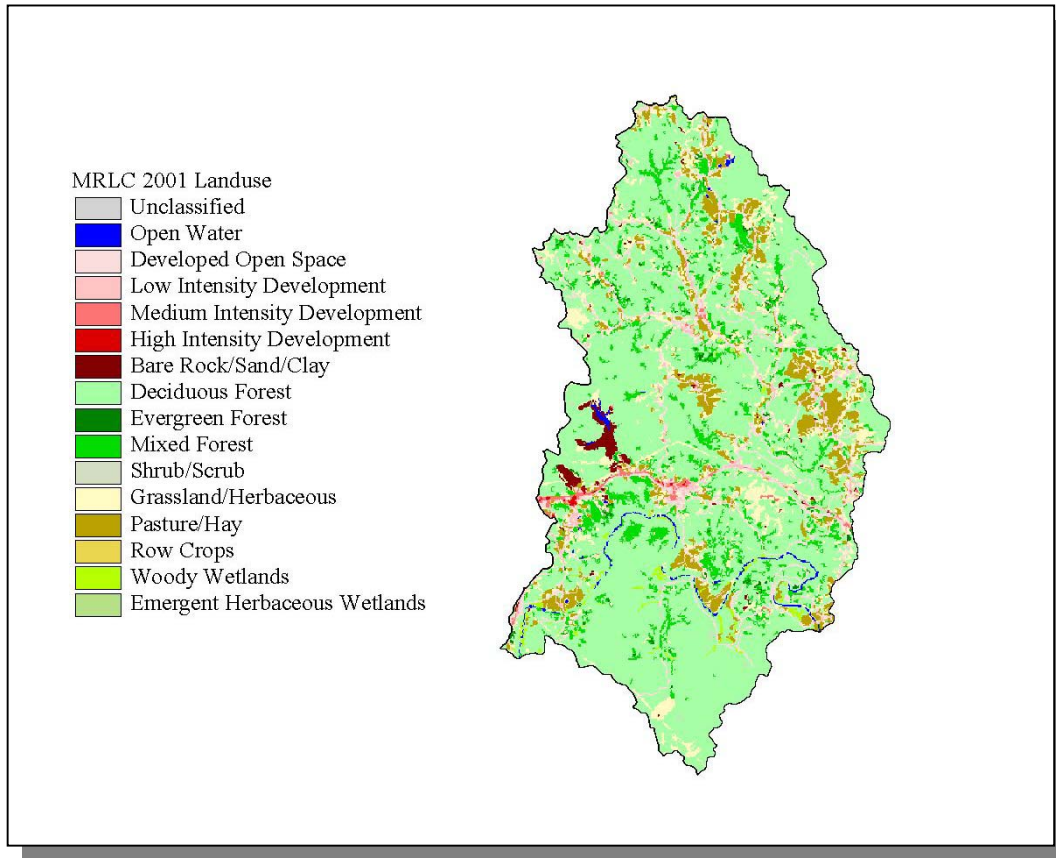 MRLC 2001 Landuse
Unclassified
Open Water
Developed Open Space
Low Intensity Development
Medium Intensity Development
High Intensity Development
Bare Rock/Sand/Clay
Deciduous Forest
Evergreen Forest
Mixed Forest
Shrub/Scrub
Grassland/Herbaceous
Pasture/Hay
Row Crops
Woody Wetlands
Emergent Herbaceous Wetlands